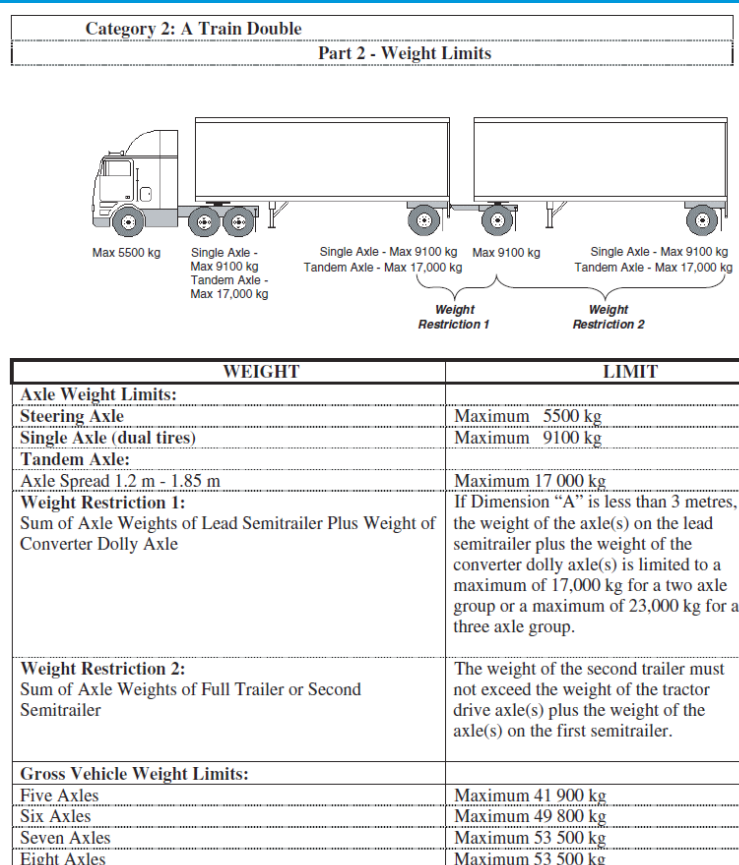 Category 2: A Train Double
Part 2 - Weight Limits
Max 5500 kg
Single Axle -
Max 9100 kg
Tandem Axle -
Max 17,000 kg
Single Axle - Max 9100 kg
Tandem Axle - Max 17,000 kg
Max 9100 kg
Single Axle - Max 9100 kg
Tandem Axle - Max 17,000 kg
Weight
Restriction 1
Weight
Restriction 2
WEIGHT LIMIT
Axle Weight Limits:
Steering Axle Maximum 5500 kg
Single Axle (dual tires) Maximum 9100 kg
Tandem Axle:
Axle Spread 1.2 m - 1.85 m Maximum 17 000 kg
Weight Restriction 1:
Sum of Axle Weights of Lead Semitrailer Plus Weight of
Converter Dolly Axle
If Dimension “A” is less than 3 metres,
the weight of the axle(s) on the lead
semitrailer plus the weight of the
converter dolly axle(s) is limited to a
maximum of 17,000 kg for a two axle
group or a maximum of 23,000 kg for a
three axle group.
Weight Restriction 2:
Sum of Axle Weights of Full Trailer or Second
Semitrailer
The weight of the second trailer must
not exceed the weight of the tractor
drive axle(s) plus the weight of the
axle(s) on the first semitrailer.
Gross Vehicle Weight Limits:
Five Axles Maximum 41 900 kg
Six Axles Maximum 49 800 kg
Seven Axles Maximum 53 500 kg
Eight Axles Maximum 53 500 kg